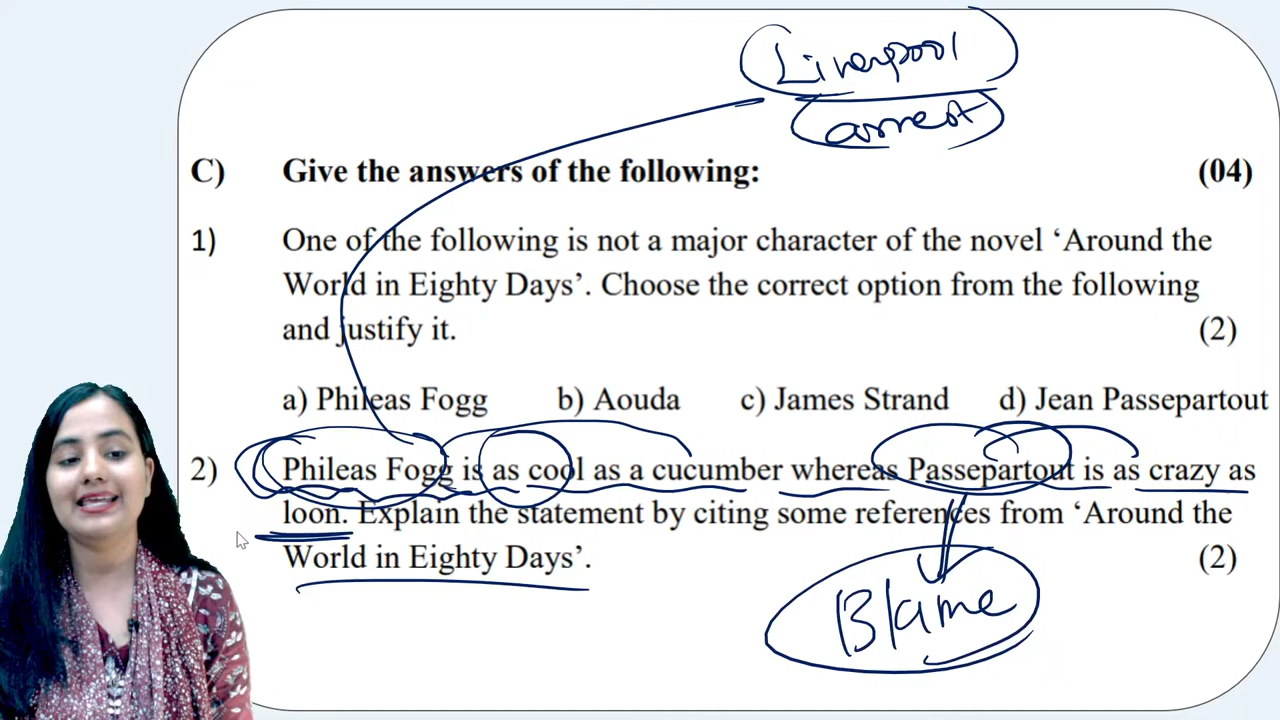 Liverpool
arrest
C) Give the answers of the following: (04)
1) One of the following is not a major character of the novel ‘Around the
World in Eighty Days’. Choose the correct option from the following
and justify it. (2)
a) Phileas Fogg b) Aouda c) James Strand d) Jean Passepartout
2) Phileas Fogg is as cool as a cucumber whereas Passepartout is as crazy as
loon. Explain the statement by citing some references from ‘Around the
World in Eighty Days’. (2)
Blame